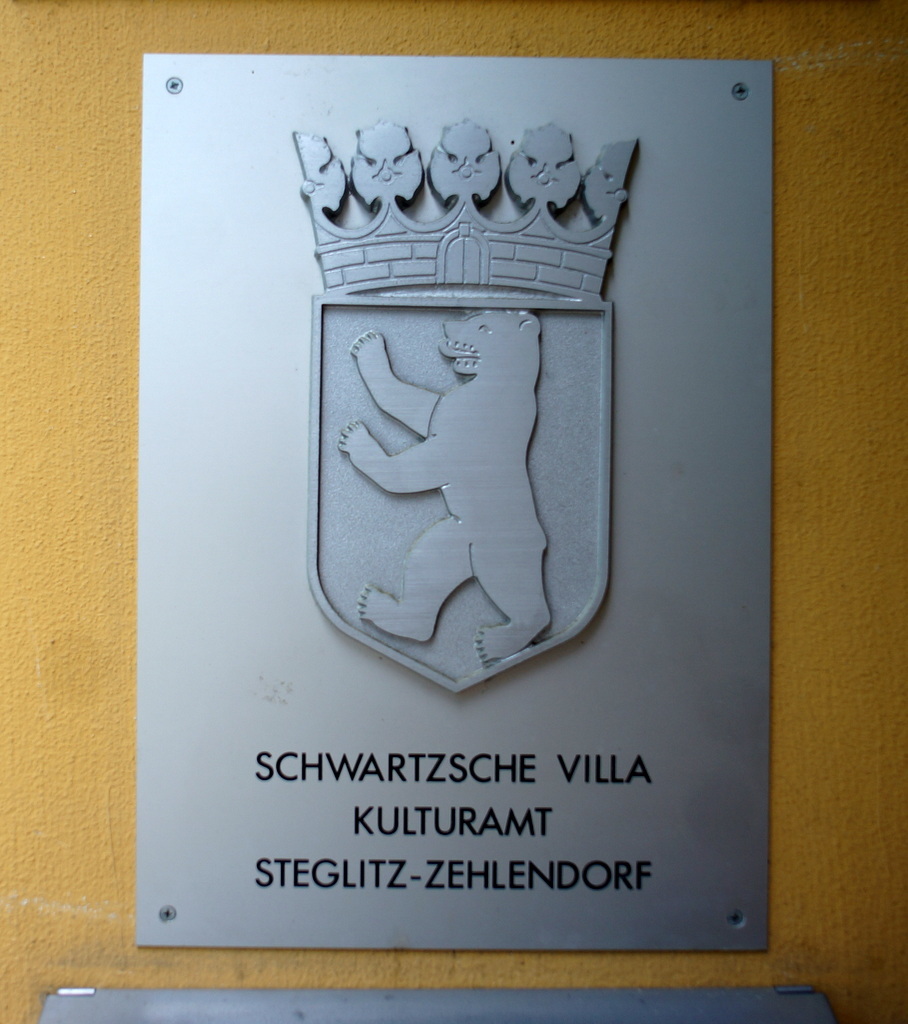 SCHWARTZSCHE VILLA
KULTURAMT
STEGLITZ-ZEHLENDORF